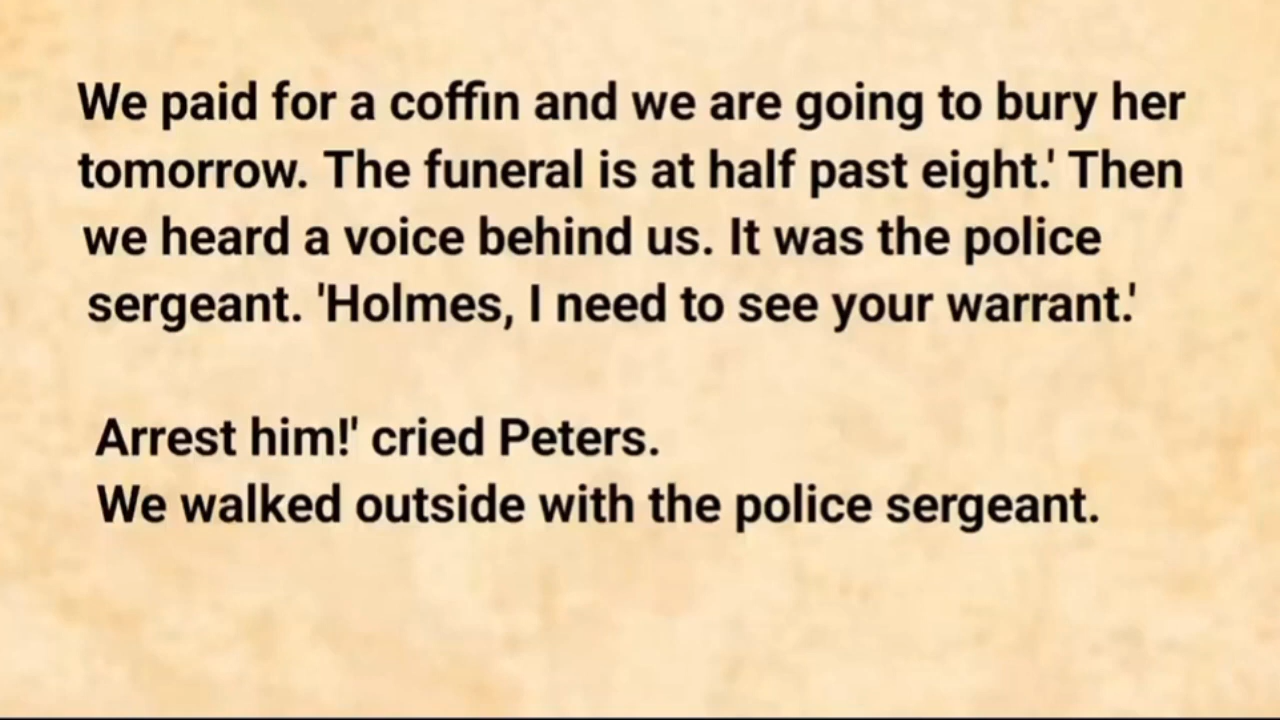 We paid for a coffin and we are going to bury her
tomorrow. The funeral is at half past eight.' Then
we heard a voice behind us. It was the police
sergeant. 'Holmes, I need to see your warrant.'
Arrest him!' cried Peters.
We walked outside with the police sergeant.